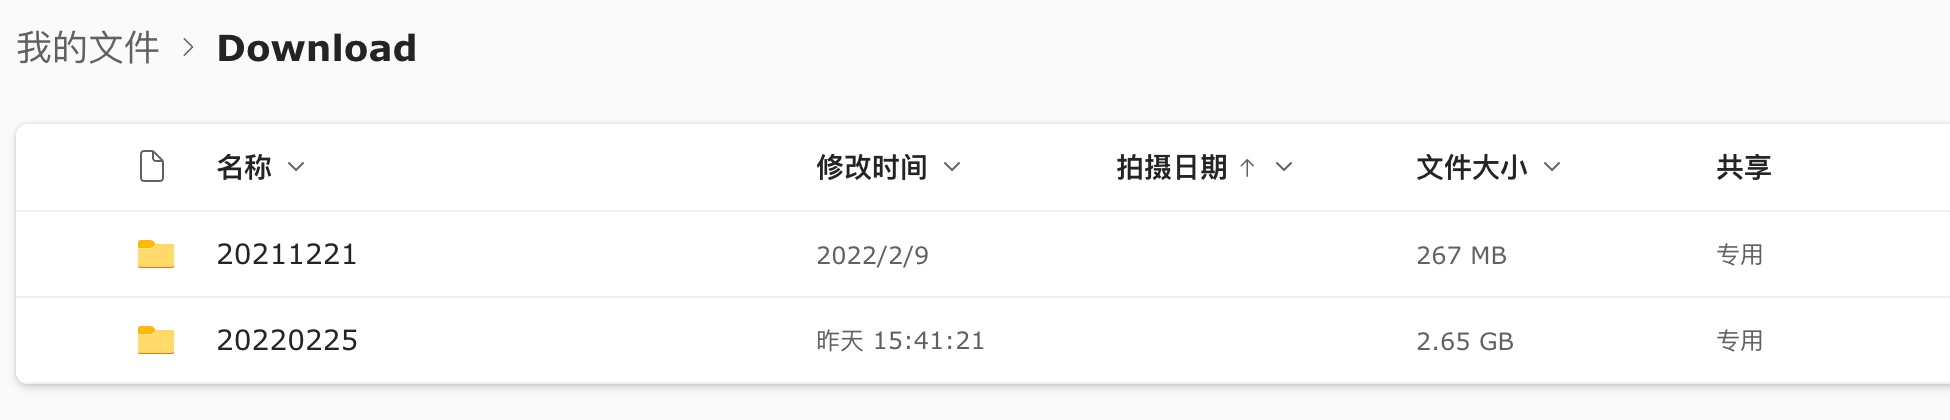 我的文件 > Download
名称 修改时间 拍摄日期 ↑ 文件大小 共享
20211221 2022/2/9 267 MB 专用
20220225 昨天 15:41:21 2.65 GB 专用